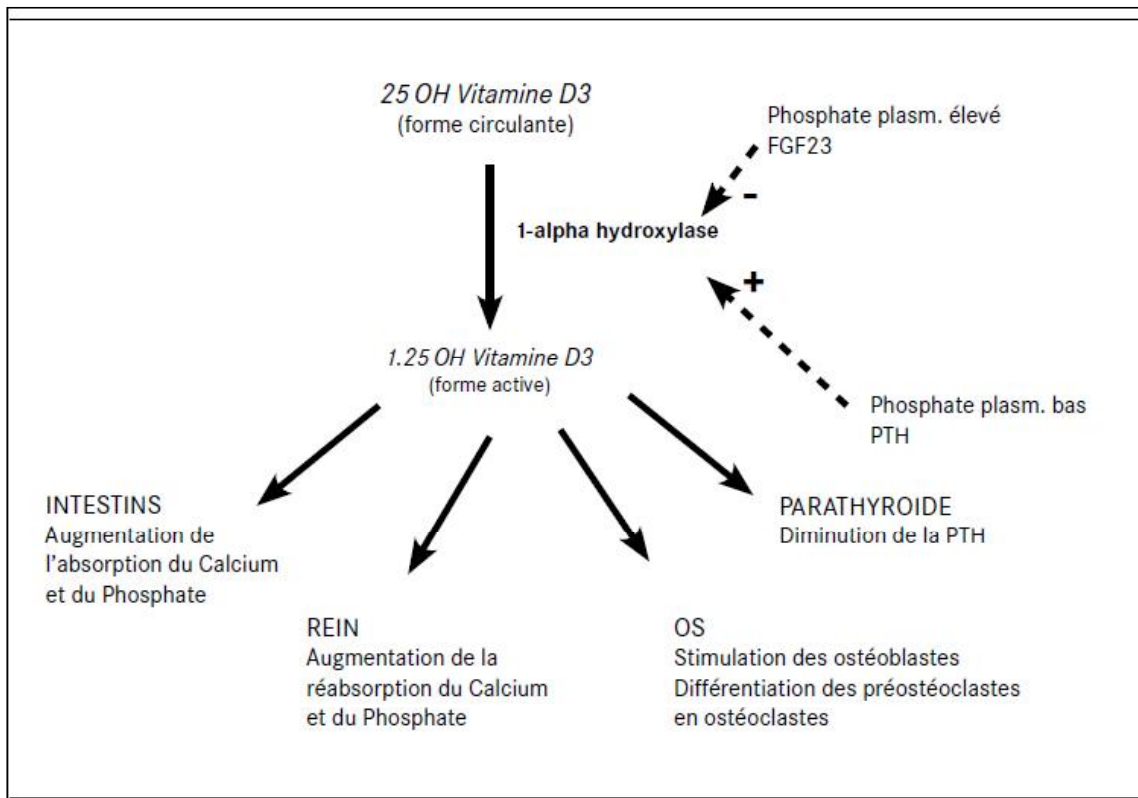 25 OH Vitamine D3
(forme circulante)
Phosphate plasm. élevé
FGF23
-
1-alpha hydroxylase
+
1.25 OH Vitamine D3
(forme active)
Phosphate plasm. bas
PTH
INTESTINS
Augmentation de
l'absorption du Calcium
et du Phosphate
PARATHYROIDE
Diminution de la PTH
REIN
Augmentation de la
réabsorption du Calcium
et du Phosphate
OS
Stimulation des ostéoblastes
Différentiation des préostéoclastes
en ostéoclastes